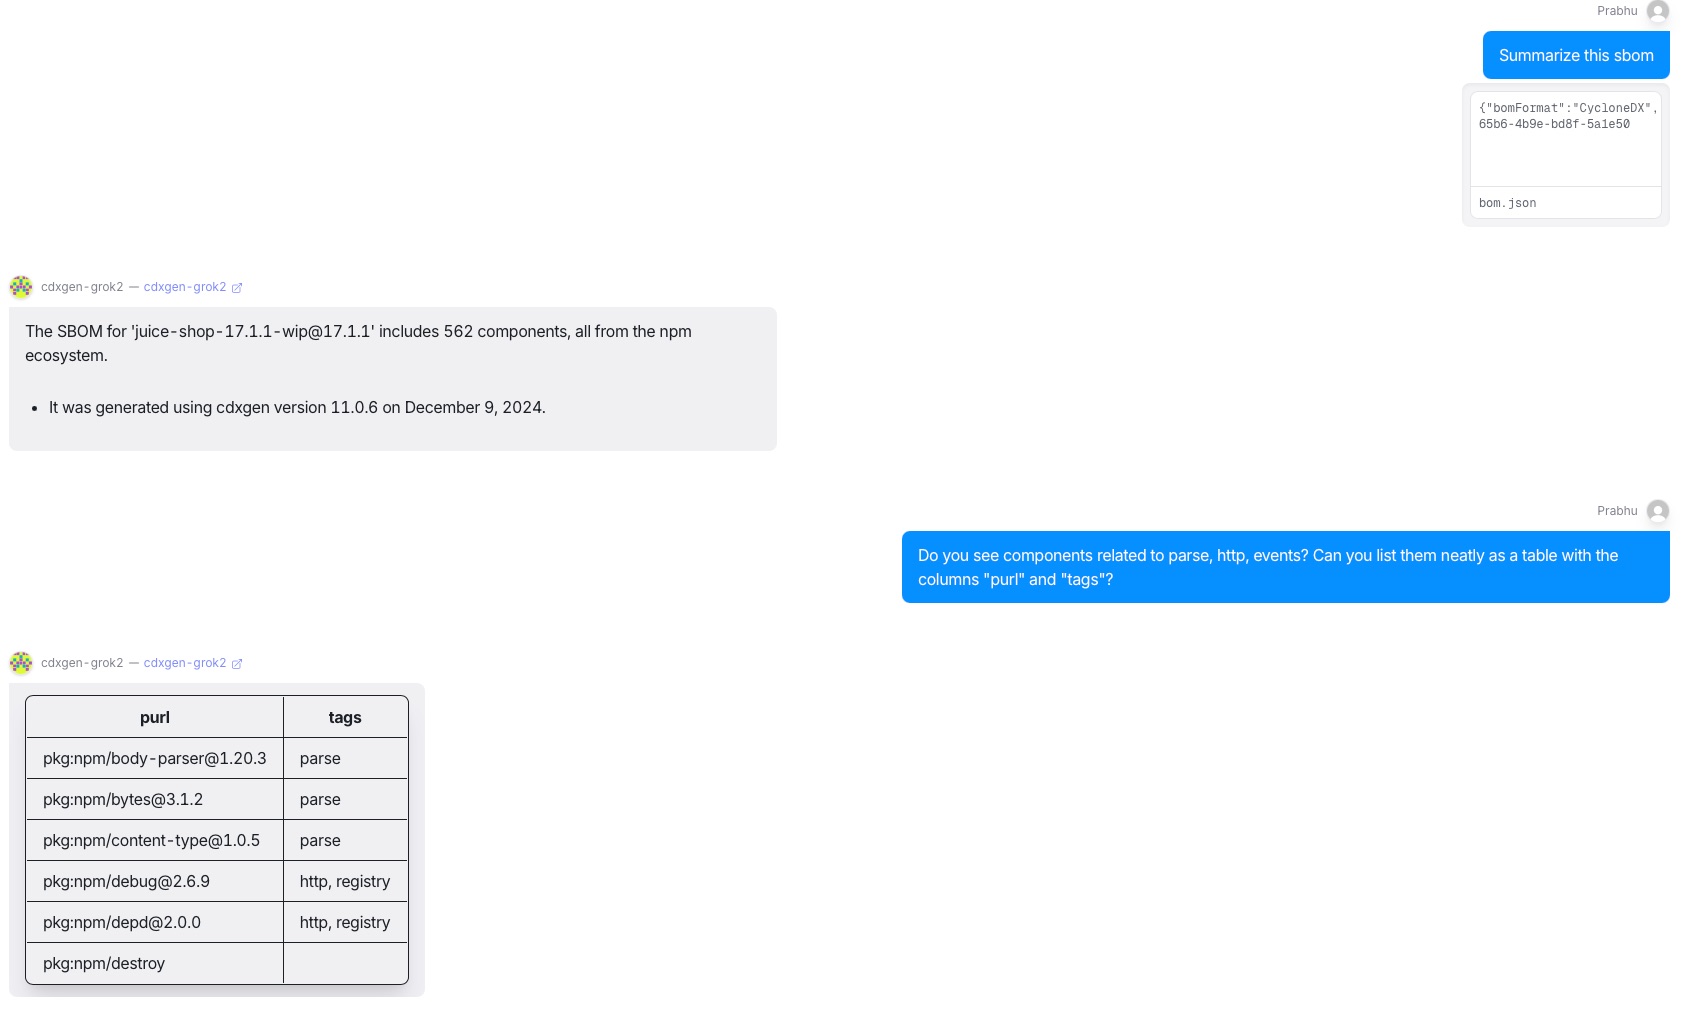 Prabhu
Summarize this sbom
{"bomFormat":"CycloneDX",
65b6-4b9e-bd8f-5a1e50
bom.json
cdxgen-grok2 — cdxgen-grok2
The SBOM for 'juice-shop-17.1.1-wip@17.1.1' includes 562 components, all from the npm
ecosystem.
• It was generated using cdxgen version 11.0.6 on December 9, 2024.
Prabhu
Do you see components related to parse, http, events? Can you list them neatly as a table with the
columns "purl" and "tags"?
cdxgen-grok2 — cdxgen-grok2
purl tags
pkg:npm/body-parser@1.20.3 parse
pkg:npm/bytes@3.1.2 parse
pkg:npm/content-type@1.0.5 parse
pkg:npm/debug@2.6.9 http, registry
pkg:npm/depd@2.0.0 http, registry
pkg:npm/destroy